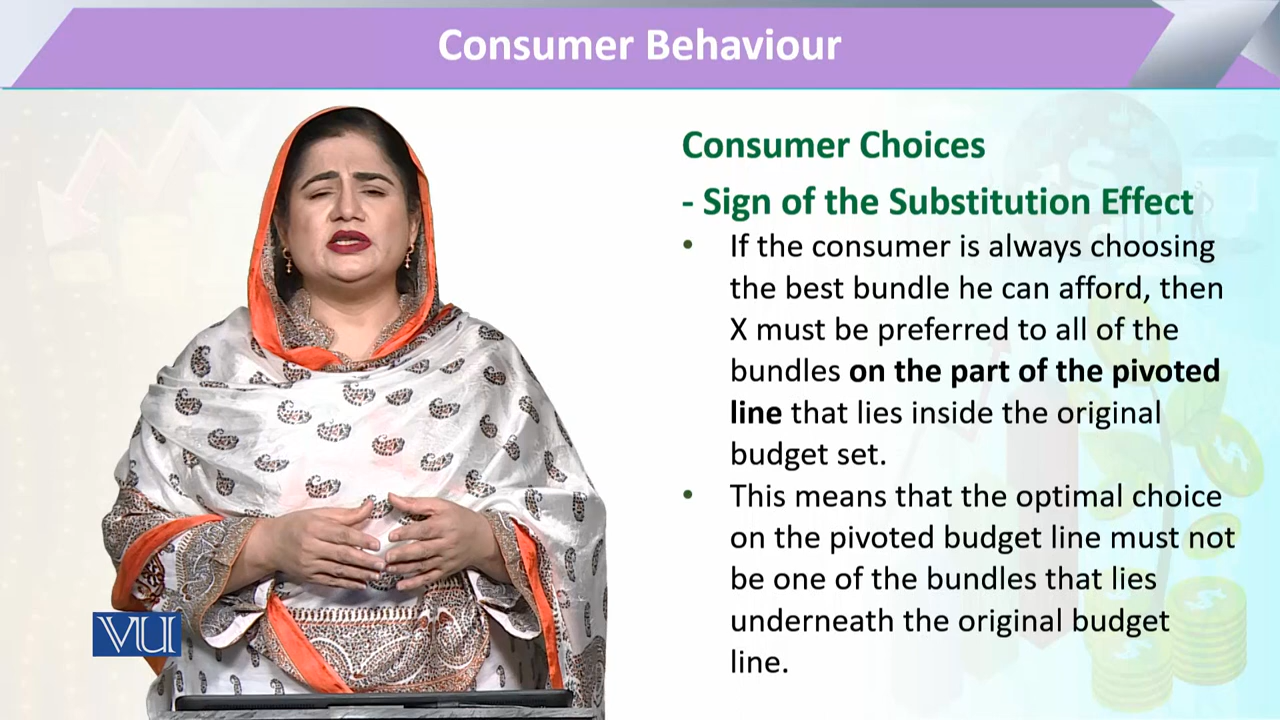 Consumer Behaviour
Consumer Choices
- Sign of the Substitution Effect
• If the consumer is always choosing
the best bundle he can afford, then
X must be preferred to all of the
bundles on the part of the pivoted
line that lies inside the original
budget set.
• This means that the optimal choice
on the pivoted budget line must not
be one of the bundles that lies
underneath the original budget
line.
VU